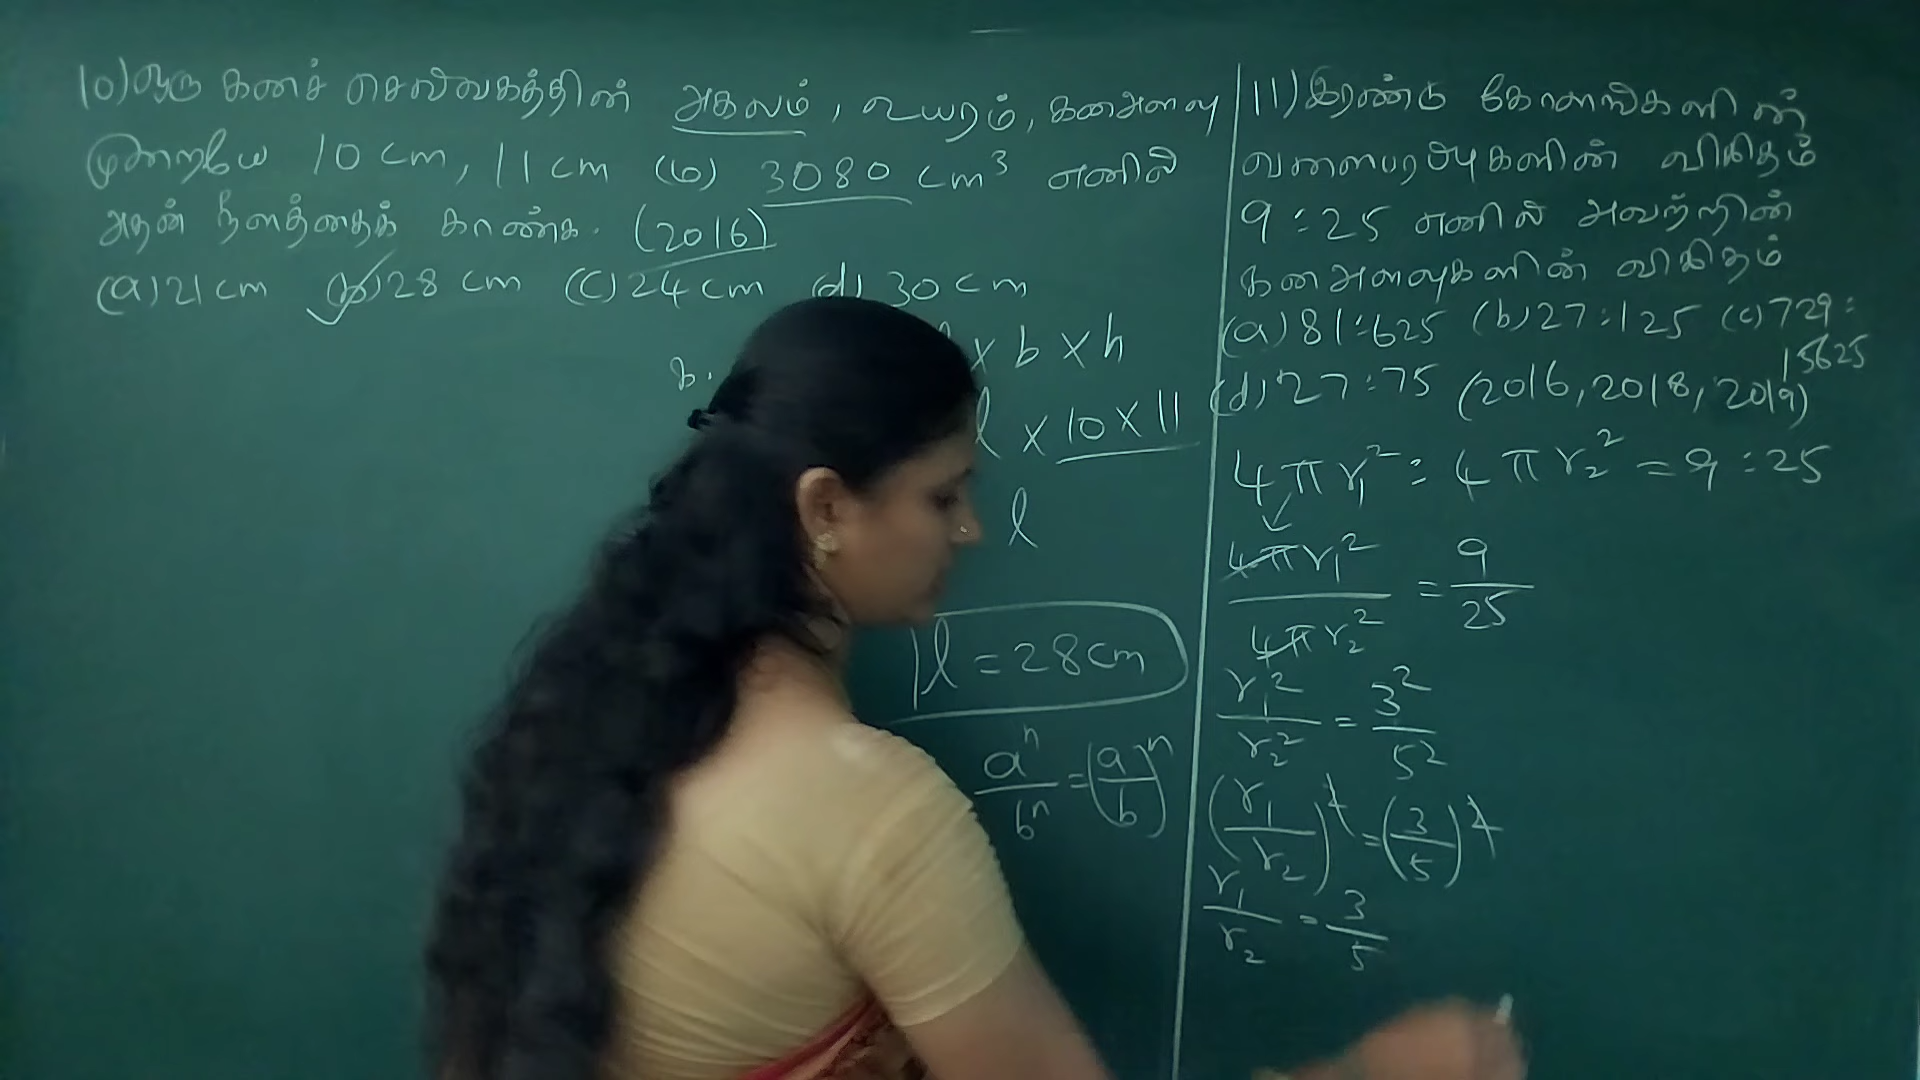 10) ஒரு கனச் செவ்வகத்தின் அகலம், உயரம், கனஅளவு
முறையே 10 cm, 11 cm (ம) 3080 cm³ எனில்
அதன் நீளத்தைக் காண்க. (2016)
(a) 21 cm (b) 28 cm (c) 24 cm (d) 30 cm
க.
x b x h
l x 10 x 11
l
l = 28 cm
aⁿ/bⁿ = (a/b)ⁿ
11) இரண்டு கோளங்களின்
வளைபரப்புகளின் விகிதம்
9 : 25 எனில் அவற்றின்
கனஅளவுகளின் விகிதம்
(a) 81 : 625 (b) 27 : 125 (c) 729 :
15625
(d) 27 : 75 (2016, 2018, 2019)
4πr₁² : 4πr₂² = 9 : 25
4πr₁²/4πr₂² = 9/25
r₁²/r₂² = 3²/5²
(r₁/r₂)² = (3/5)²
r₁/r₂ = 3/5